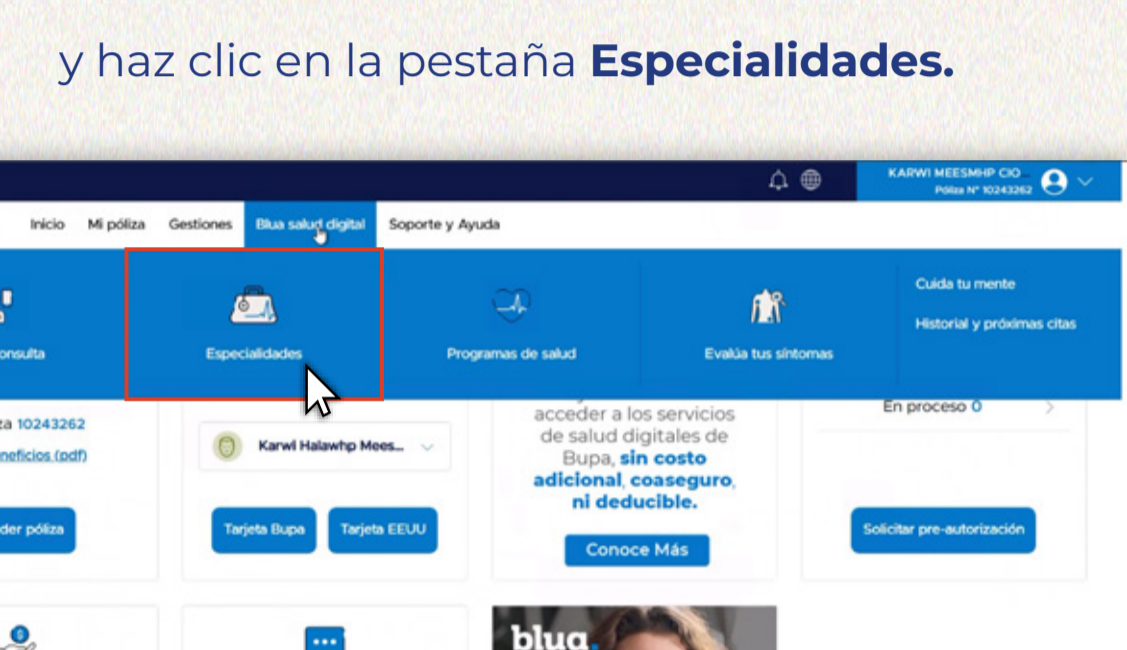 y haz clic en la pestaña Especialidades.
KARWI MEESMHP CIO...
Póliza N° 10243262
Inicio Mi póliza Gestiones Blua salud digital Soporte y Ayuda
onsulta Especialidades Programas de salud Evalúa tus síntomas
Cuida tu mente
Historial y próximas citas
za 10243262
neficios (pdf)
der póliza
Karwi Halawhp Mees...
Tarjeta Bupa Tarjeta EEUU
acceder a los servicios
de salud digitales de
Bupa, sin costo
adicional, coaseguro,
ni deducible.
Conoce Más
En proceso 0
Solicitar pre-autorización
blua.